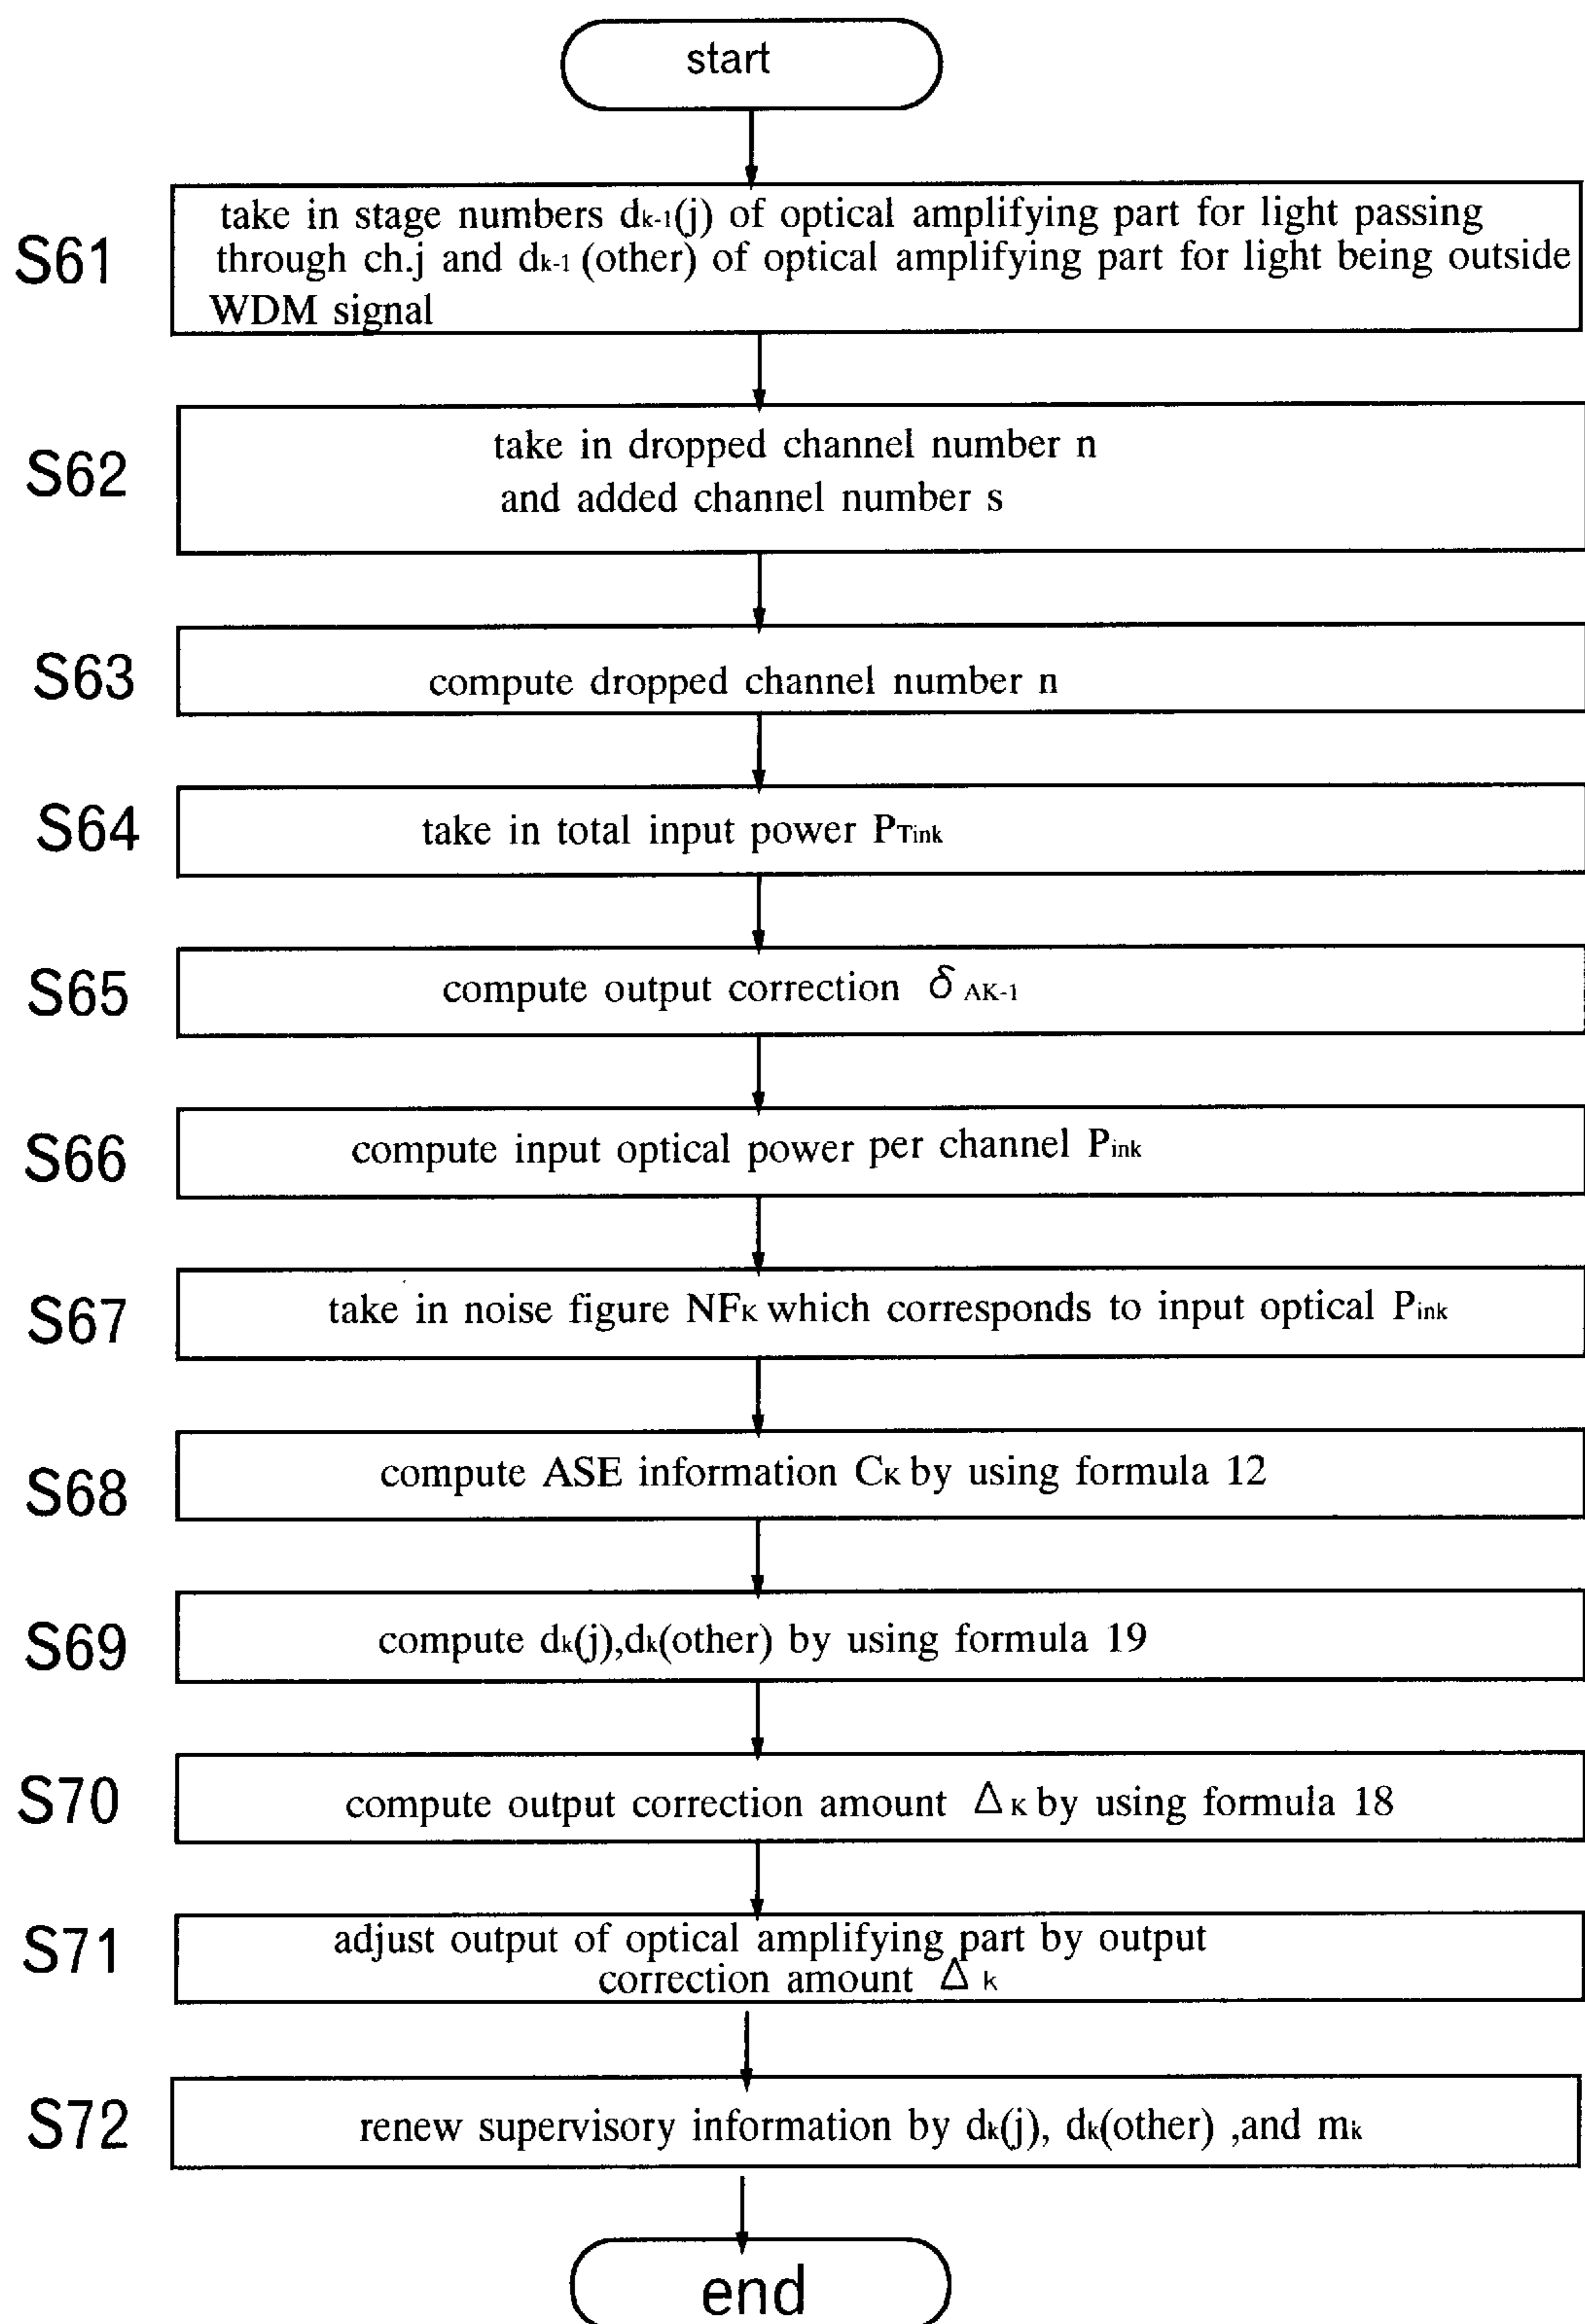 start
S61
take in stage numbers dk-1(j) of optical amplifying part for light passing
through ch.j and dk-1 (other) of optical amplifying part for light being outside
WDM signal
S62
take in dropped channel number n
and added channel number s
S63
compute dropped channel number n
S64
take in total input power PTink
S65
compute output correction δ AK-1
S66
compute input optical power per channel Pink
S67
take in noise figure NFK which corresponds to input optical Pink
S68
compute ASE information CK by using formula 12
S69
compute dk(j),dk(other) by using formula 19
S70
compute output correction amount ΔK by using formula 18
S71
adjust output of optical amplifying part by output
correction amount Δk
S72
renew supervisory information by dk(j), dk(other) ,and mk
end